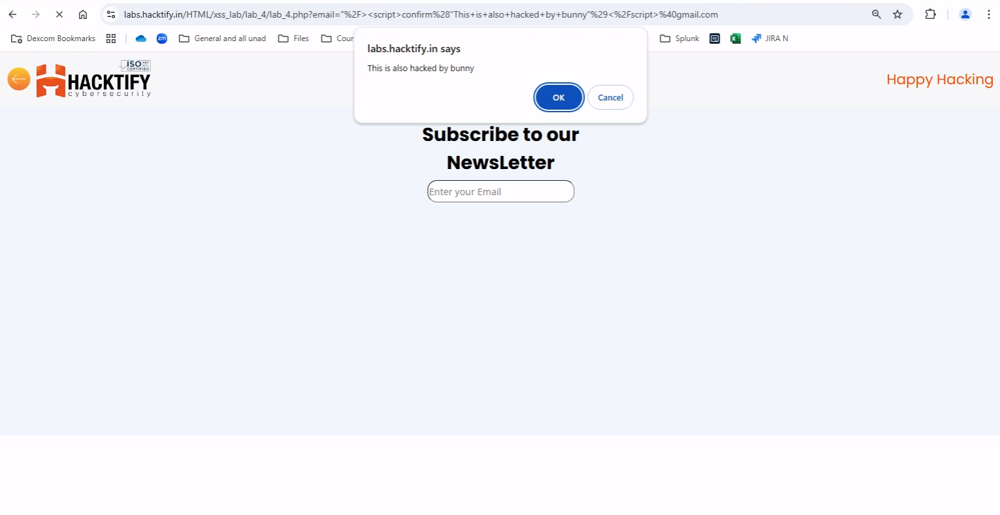 labs.hacktify.in/HTML/xss_lab/lab_4/lab_4.php?email="%2F><script>confirm%28"This+is+also+hacked+by+bunny"%29<%2Fscript>%40gmail.com
Dexcom Bookmarks zm General and all unad Files Cour Splunk CC JIRA N
labs.hacktify.in says
This is also hacked by bunny
OK Cancel
ISO
CERTIFIED
HACKTIFY
cybersecurity
Happy Hacking
Subscribe to our
NewsLetter
Enter your Email